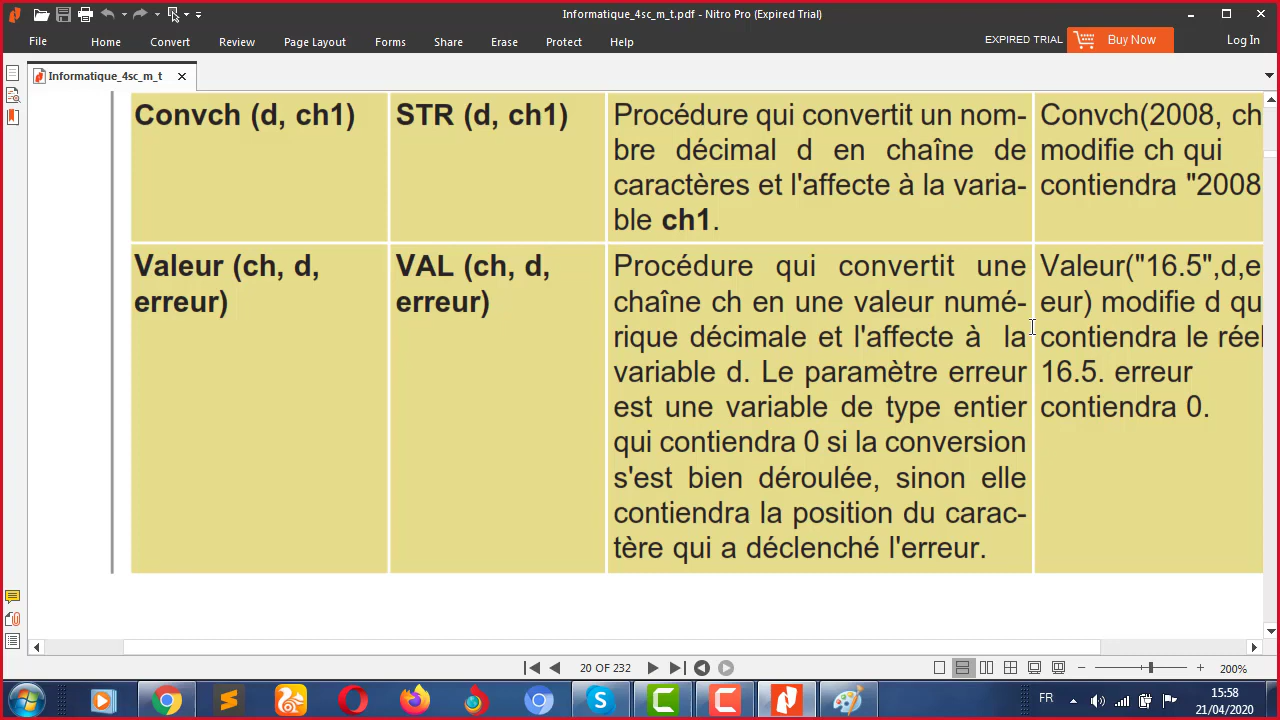 Informatique_4sc_m_t.pdf - Nitro Pro (Expired Trial)
File Home Convert Review Page Layout Forms Share Erase Protect Help EXPIRED TRIAL Buy Now Log In
Informatique_4sc_m_t
Convch (d, ch1)
STR (d, ch1)
Procédure qui convertit un nom-
bre décimal d en chaîne de
caractères et l'affecte à la varia-
ble ch1.
Convch(2008, ch
modifie ch qui
contiendra "2008
Valeur (ch, d,
erreur)
VAL (ch, d,
erreur)
Procédure qui convertit une
chaîne ch en une valeur numé-
rique décimale et l'affecte à la
variable d. Le paramètre erreur
est une variable de type entier
qui contiendra 0 si la conversion
s'est bien déroulée, sinon elle
contiendra la position du carac-
tère qui a déclenché l'erreur.
Valeur("16.5",d,e
eur) modifie d qu
contiendra le réel
16.5. erreur
contiendra 0.
20 OF 232
200%
FR
15:58
21/04/2020